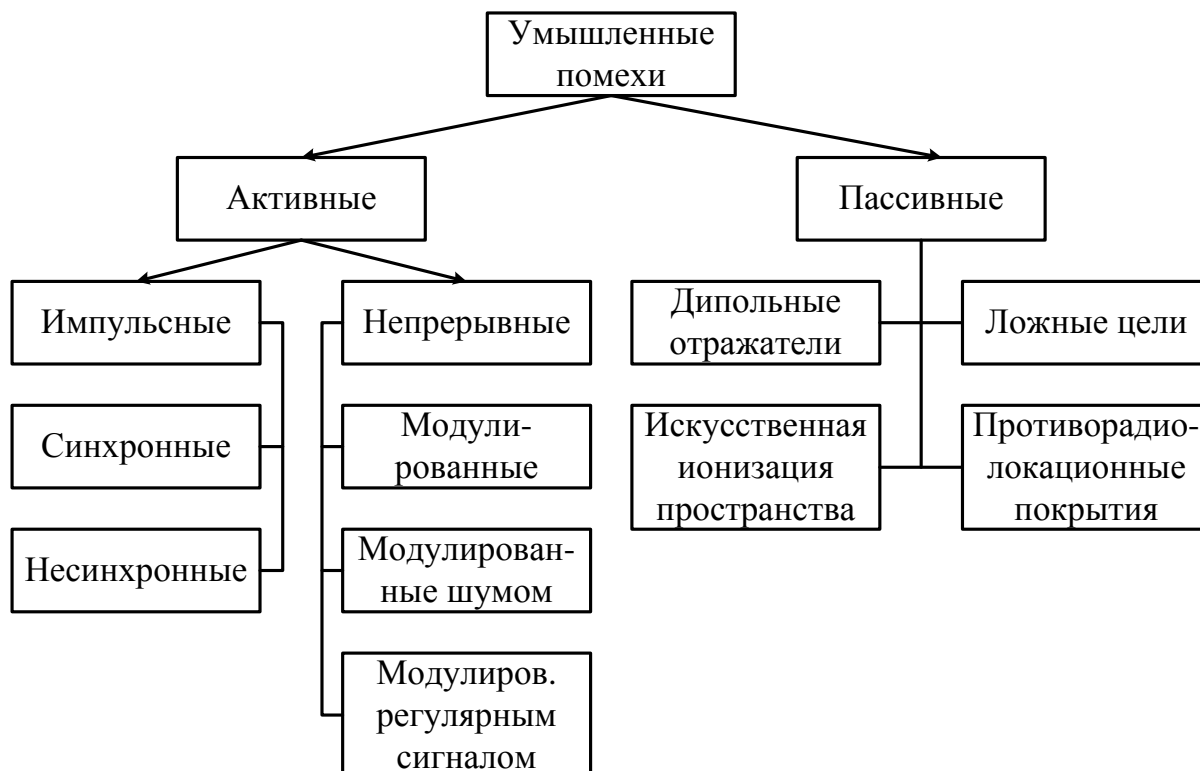 Умышленные
помехи
Активные
Пассивные
Импульсные
Непрерывные
Дипольные
отражатели
Ложные цели
Синхронные
Модули-
рованные
Искусственная
ионизация
пространства
Противорадио-
локационные
покрытия
Несинхронные
Модулирован-
ные шумом
Модулиров.
регулярным
сигналом